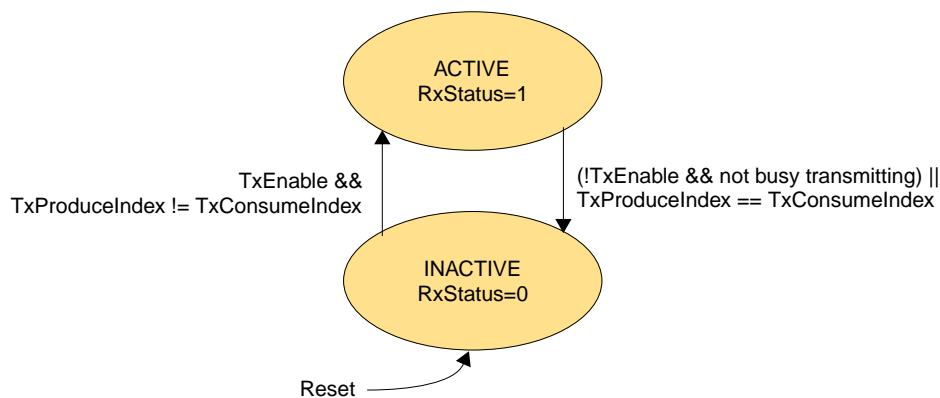 ACTIVE
RxStatus=1
TxEnable &&
TxProduceIndex != TxConsumeIndex
(!TxEnable && not busy transmitting) ||
TxProduceIndex == TxConsumeIndex
INACTIVE
RxStatus=0
Reset